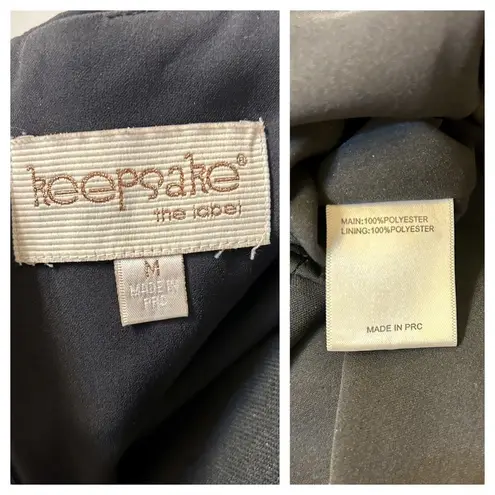 keepsake®
the label
M
MADE IN
PRC
MAIN:100%POLYESTER
LINING:100%POLYESTER
MADE IN PRC